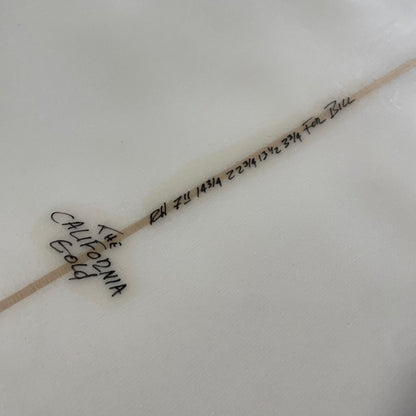 RH 7'11 14 3/4 22 3/4 13 1/2 3 3/4 FOR BILL
THE
CALIFORNIA
GOLD